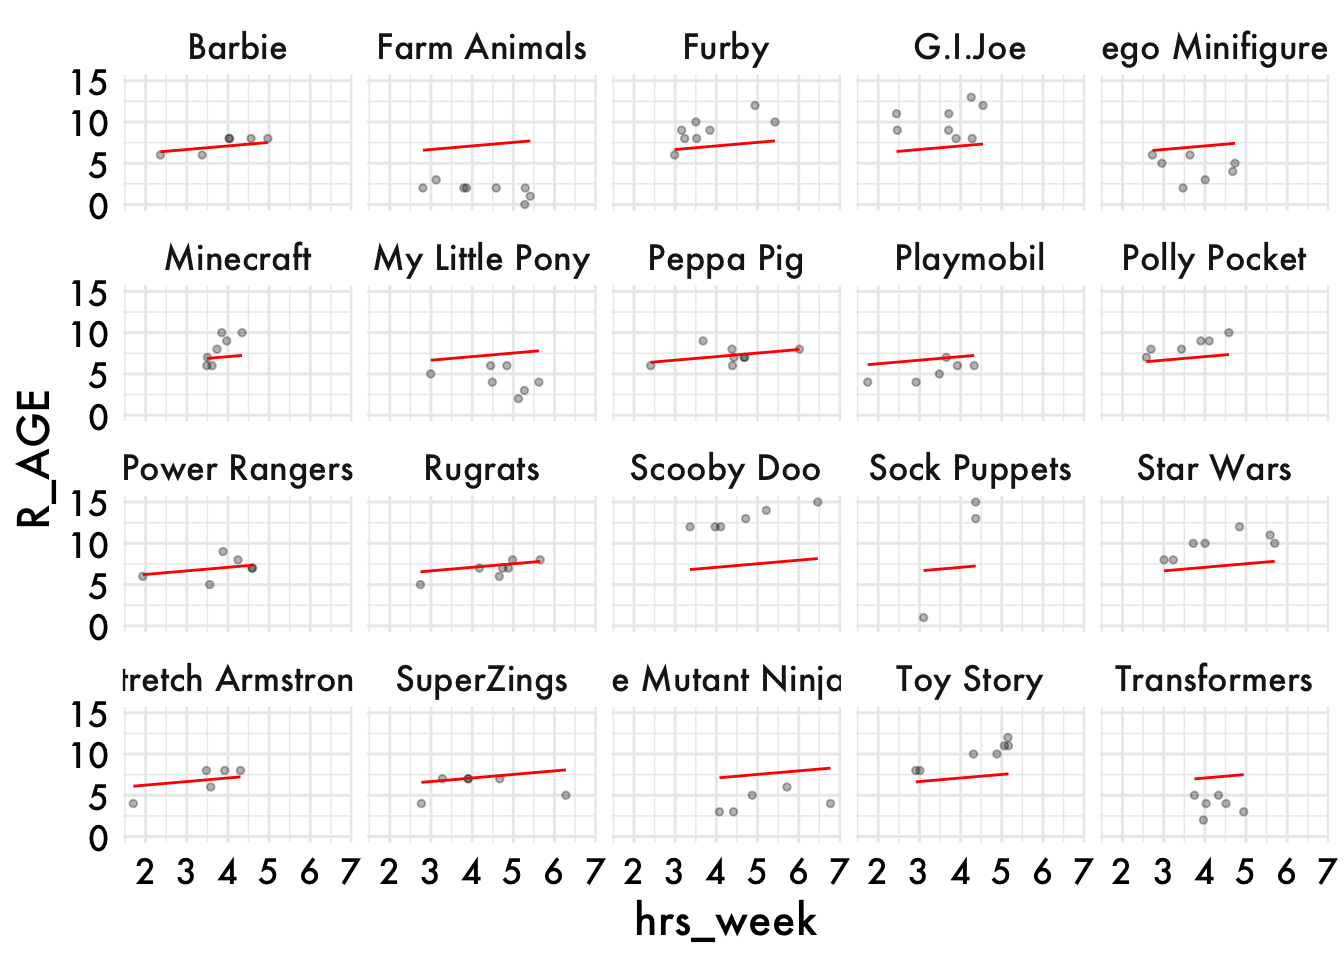 Barbie Farm Animals Furby G.I.Joe ego Minifigure
15
10
5
0
Minecraft My Little Pony Peppa Pig Playmobil Polly Pocket
15
10
5
0
R_AGE
Power Rangers Rugrats Scooby Doo Sock Puppets Star Wars
15
10
5
0
tretch Armstron SuperZings e Mutant Ninja Toy Story Transformers
15
10
5
0
2 3 4 5 6 7 2 3 4 5 6 7 2 3 4 5 6 7 2 3 4 5 6 7 2 3 4 5 6 7
hrs_week